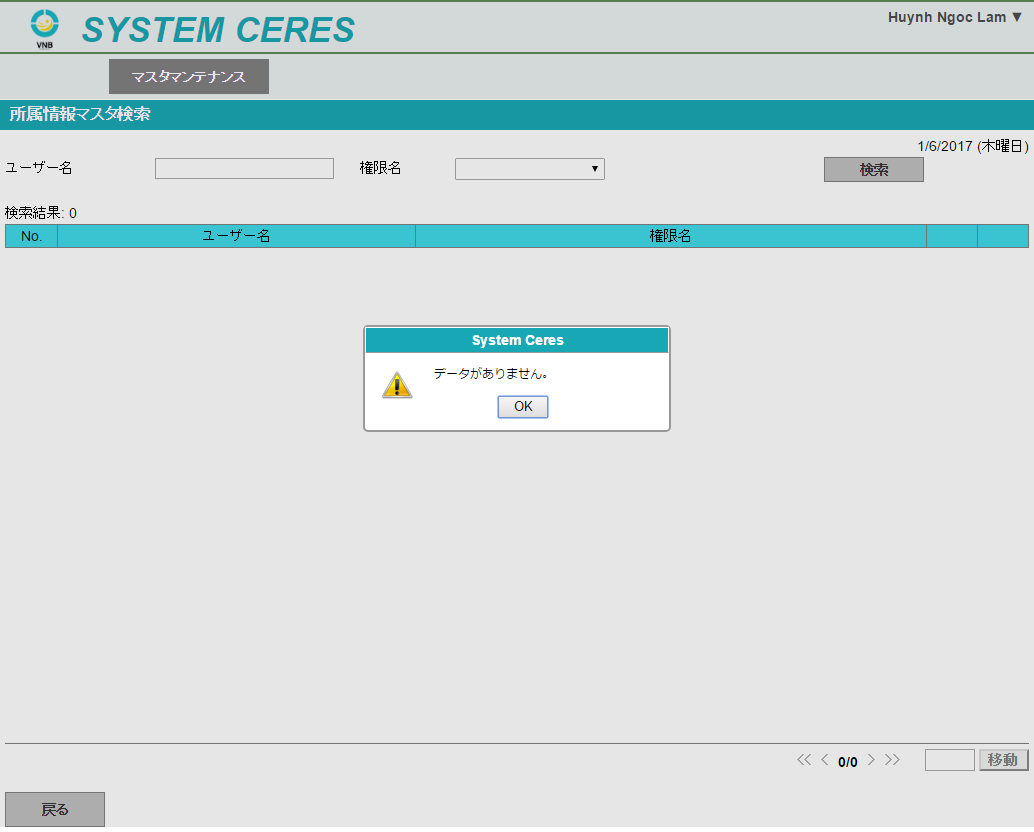 VNB
SYSTEM CERES
Huynh Ngoc Lam ▼
マスタマンテナンス
所属情報マスタ検索
1/6/2017 (木曜日)
ユーザー名
権限名
検索
検索結果: 0
No. ユーザー名 権限名
System Ceres
データがありません。
OK
<< < 0/0 > >> 移動
戻る